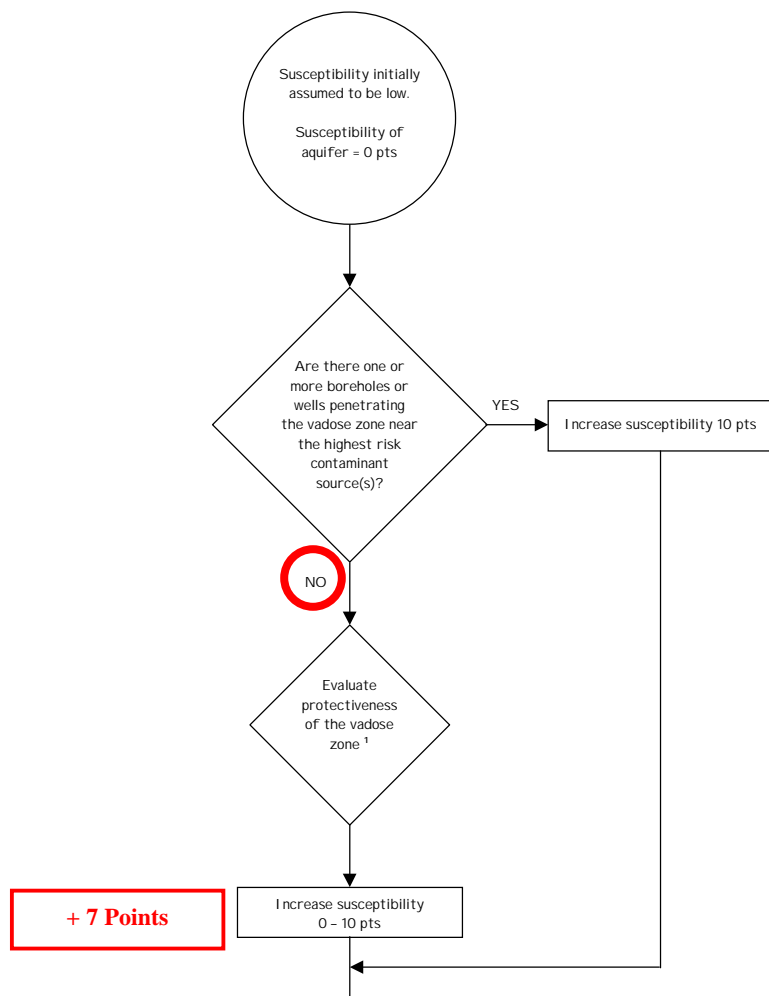 Susceptibility initially
assumed to be low.
Susceptibility of
aquifer = 0 pts
Are there one or
more boreholes or
wells penetrating
the vadose zone near
the highest risk
contaminant
source(s)?
YES
Increase susceptibility 10 pts
NO
Evaluate
protectiveness
of the vadose
zone ¹
+ 7 Points
Increase susceptibility
0 – 10 pts